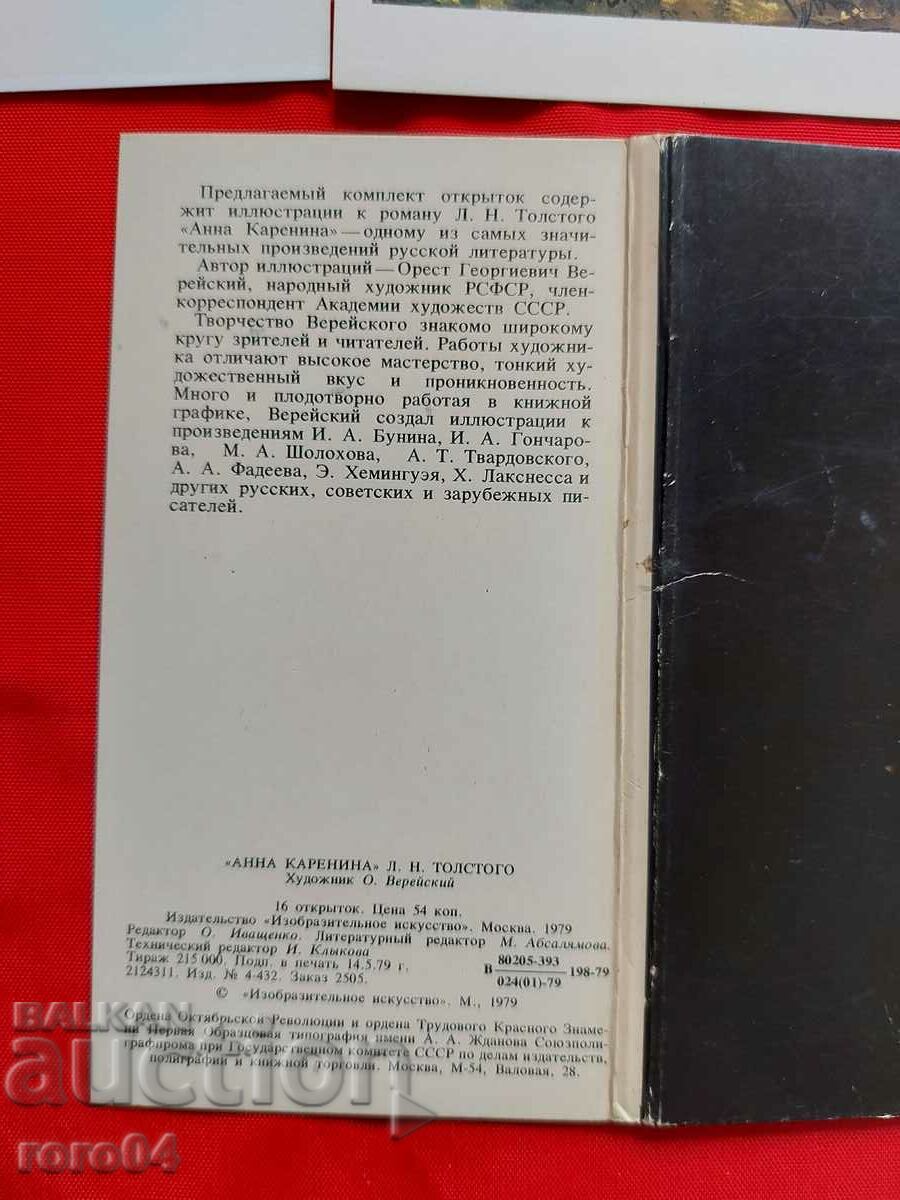 Предлагаемый комплект открыток содер-
жит иллюстрации к роману Л. Н. Толстого
«Анна Каренина»—одному из самых значи-
тельных произведений русской литературы.
Автор иллюстраций—Орест Георгиевич Ве-
рейский, народный художник РСФСР, член-
корреспондент Академии художеств СССР.
Творчество Верейского знакомо широкому
кругу зрителей и читателей. Работы художни-
ка отличают высокое мастерство, тонкий ху-
дожественный вкус и проникновенность.
Много и плодотворно работая в книжной
графике, Верейский создал иллюстрации к
произведениям И. А. Бунина, И. А. Гончаро-
ва, М. А. Шолохова, А. Т. Твардовского,
А. А. Фадеева, Э. Хемингуэя, Х. Лакснесса и
других русских, советских и зарубежных пи-
сателей.
«АННА КАРЕНИНА» Л. Н. ТОЛСТОГО
Художник О. Верейский
16 открыток. Цена 54 коп.
Издательство «Изобразительное искусство». Москва. 1979
Редактор О. Иващенко. Литературный редактор М. Абсалямова.
Технический редактор И. Клыкова
Тираж 215 000. Подп. в печать 14.5.79 г.
2124311. Изд. № 4-432. Заказ 2505.
80205-393
В 198-79
024(01)-79
© «Изобразительное искусство». М., 1979
Ордена Октябрьской Революции и ордена Трудового Красного Знаме-
ни Первая Образцовая типография имени А. А. Жданова Союзполи-
графпрома при Государственном комитете СССР по делам издательств,
полиграфии и книжной торговли. Москва, М-54, Валовая, 28.
BALKAN
auction
roro04